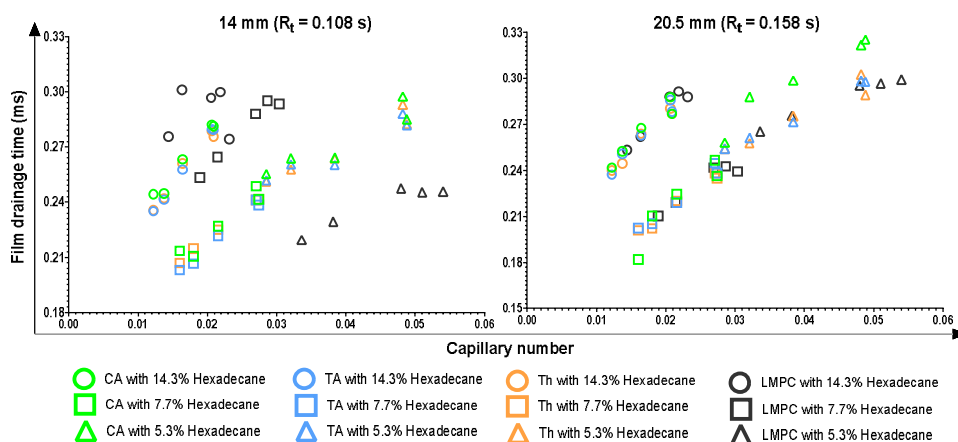 14 mm (Rt = 0.108 s)
20.5 mm (Rt = 0.158 s)
Film drainage time (ms)
0.33
0.30
0.27
0.24
0.21
0.18
0.00 0.01 0.02 0.03 0.04 0.05 0.06
0.33
0.30
0.27
0.24
0.21
0.18
0.15
0.00 0.01 0.02 0.03 0.04 0.05 0.06
Capillary number
CA with 14.3% Hexadecane
TA with 14.3% Hexadecane
Th with 14.3% Hexadecane
LMPC with 14.3% Hexadecane
CA with 7.7% Hexadecane
TA with 7.7% Hexadecane
Th with 7.7% Hexadecane
LMPC with 7.7% Hexadecane
CA with 5.3% Hexadecane
TA with 5.3% Hexadecane
Th with 5.3% Hexadecane
LMPC with 5.3% Hexadecane